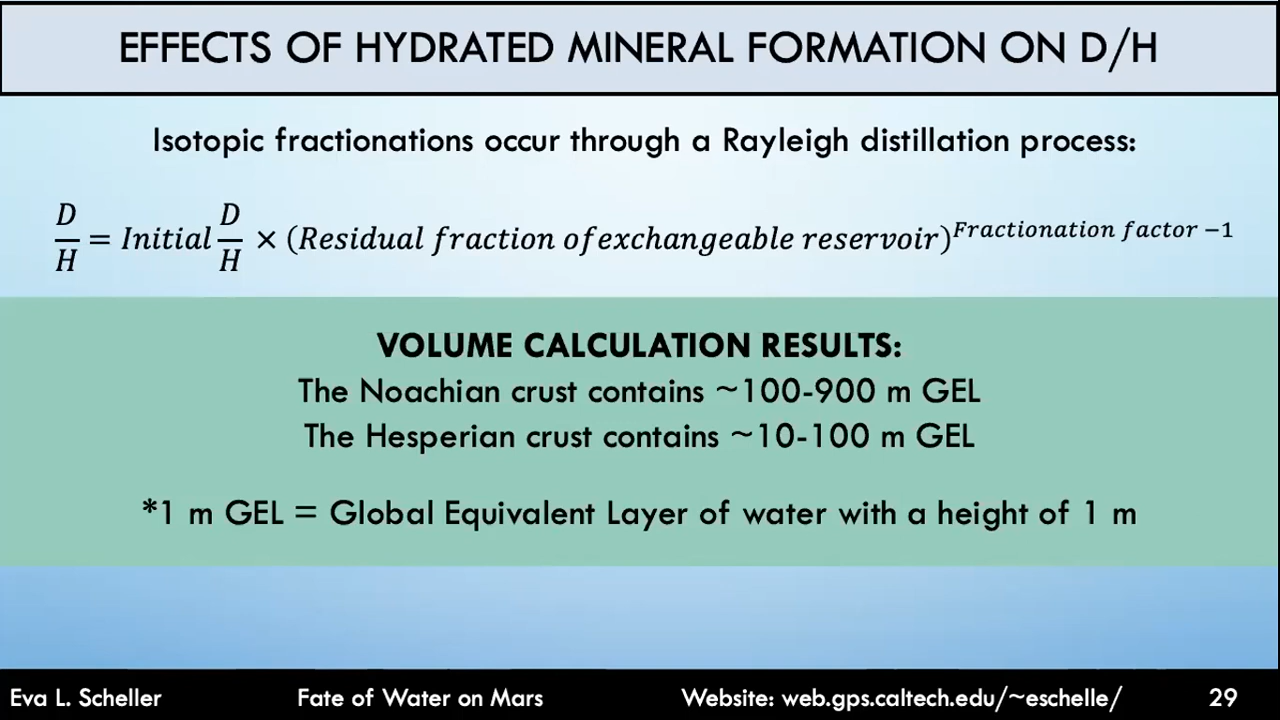 EFFECTS OF HYDRATED MINERAL FORMATION ON D/H
Isotopic fractionations occur through a Rayleigh distillation process:
D/H = Initial D/H × (Residual fraction ofexchangeable reservoir)^Fractionation factor −1
VOLUME CALCULATION RESULTS:
The Noachian crust contains ~100-900 m GEL
The Hesperian crust contains ~10-100 m GEL
*1 m GEL = Global Equivalent Layer of water with a height of 1 m
Eva L. Scheller Fate of Water on Mars Website: web.gps.caltech.edu/~eschelle/ 29